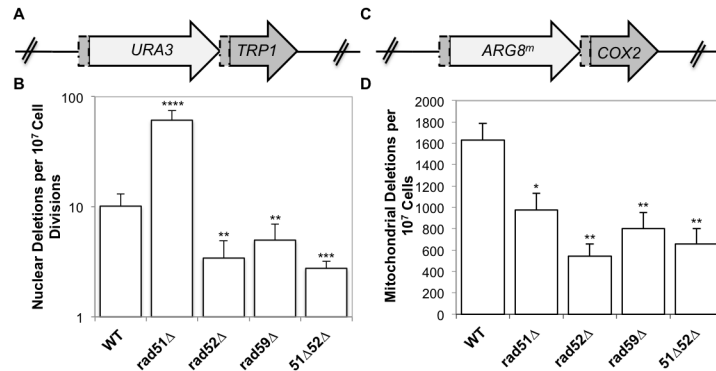 A
URA3
TRP1
C
ARG8ᵐ
COX2
B
Nuclear Deletions per 10⁷ Cell
Divisions
100
10
1
****
**
**
***
WT
rad51Δ
rad52Δ
rad59Δ
51Δ52Δ
D
Mitochondrial Deletions per
10⁷ Cells
2000
1800
1600
1400
1200
1000
800
600
400
200
0
*
**
**
**
WT
rad51Δ
rad52Δ
rad59Δ
51Δ52Δ